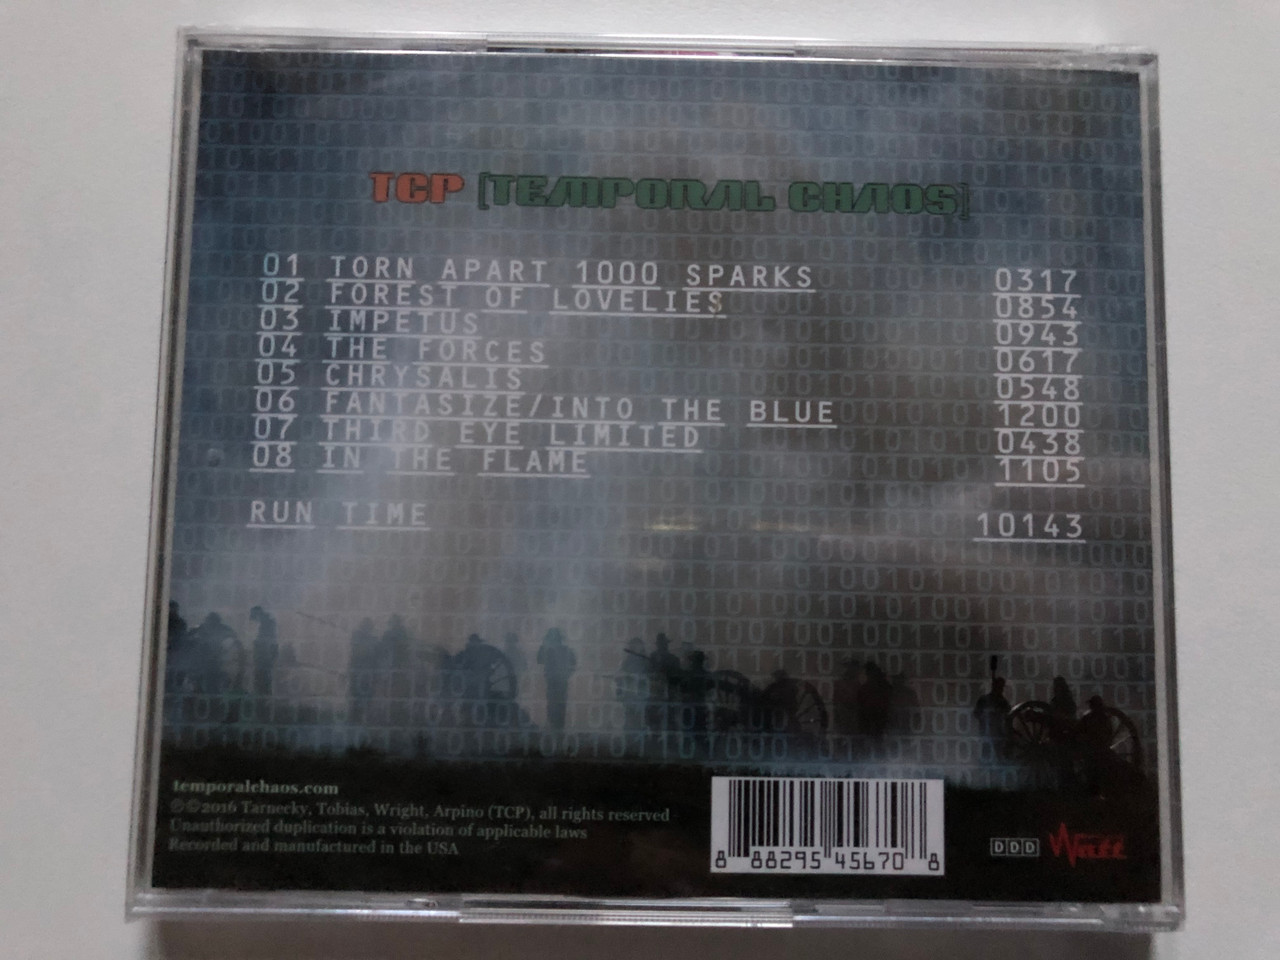 TCP [TEMPORAL CHAOS]
01 TORN APART 1000 SPARKS 0317
02 FOREST OF LOVELIES 0854
03 IMPETUS 0943
04 THE FORCES 0617
05 CHRYSALIS 0548
06 FANTASIZE/INTO THE BLUE 1200
07 THIRD EYE LIMITED 0438
08 IN THE FLAME 1105
RUN TIME 10143
temporalchaos.com
℗©2016 Tarnecky, Tobias, Wright, Arpino (TCP), all rights reserved
Unauthorized duplication is a violation of applicable laws
Recorded and manufactured in the USA
8 88295 45670 8
DDD